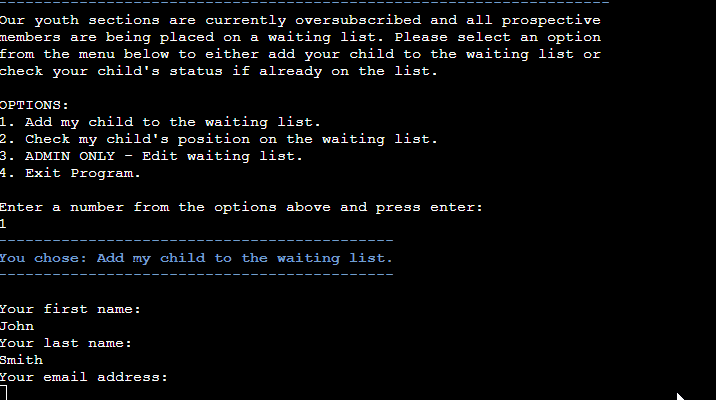 Our youth sections are currently oversubscribed and all prospective
members are being placed on a waiting list. Please select an option
from the menu below to either add your child to the waiting list or
check your child's status if already on the list.
OPTIONS:
1. Add my child to the waiting list.
2. Check my child's position on the waiting list.
3. ADMIN ONLY - Edit waiting list.
4. Exit Program.
Enter a number from the options above and press enter:
1
---------------------------------------------
You chose: Add my child to the waiting list.
---------------------------------------------
Your first name:
John
Your last name:
Smith
Your email address: